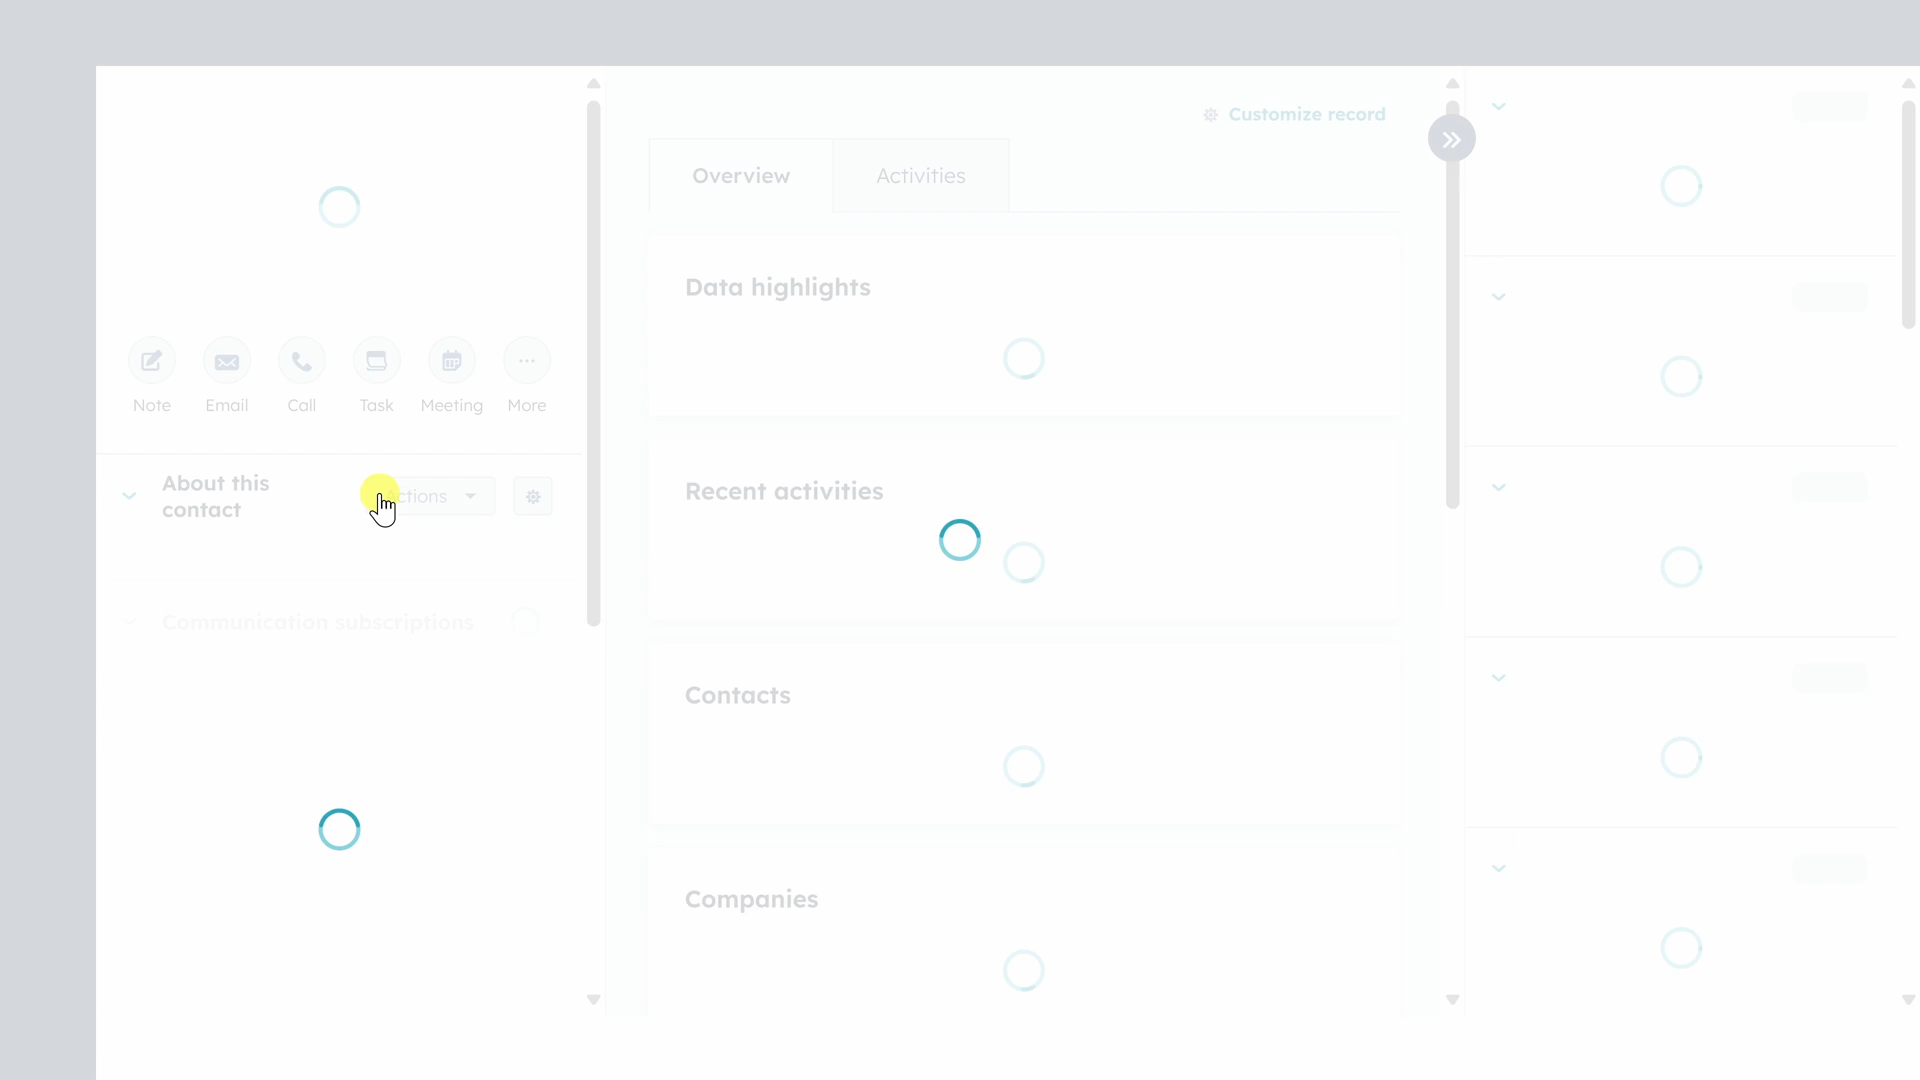 Customize record
Overview
Activities
Data highlights
Note
Email
Call
Task
Meeting
More
About this
contact
ctions
Recent activities
Communication subscriptions
Contacts
Companies